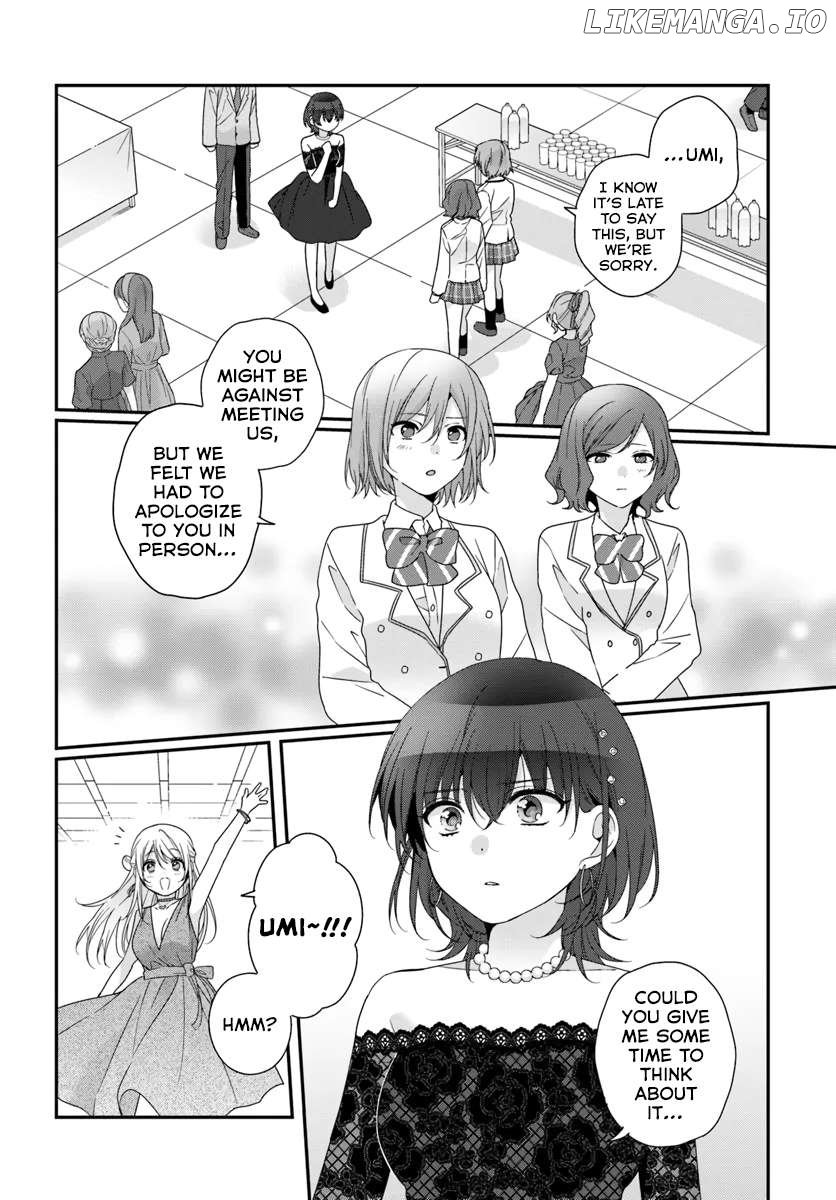 LIKEMANGA.IO
...UMI,
I KNOW
IT'S LATE
TO SAY
THIS, BUT
WE'RE
SORRY.
YOU
MIGHT BE
AGAINST
MEETING
US,
BUT WE
FELT WE
HAD TO
APOLOGIZE
TO YOU IN
PERSON...
COULD
YOU GIVE
ME SOME
TIME TO
THINK
ABOUT
IT...
UMI~!!!
HMM?